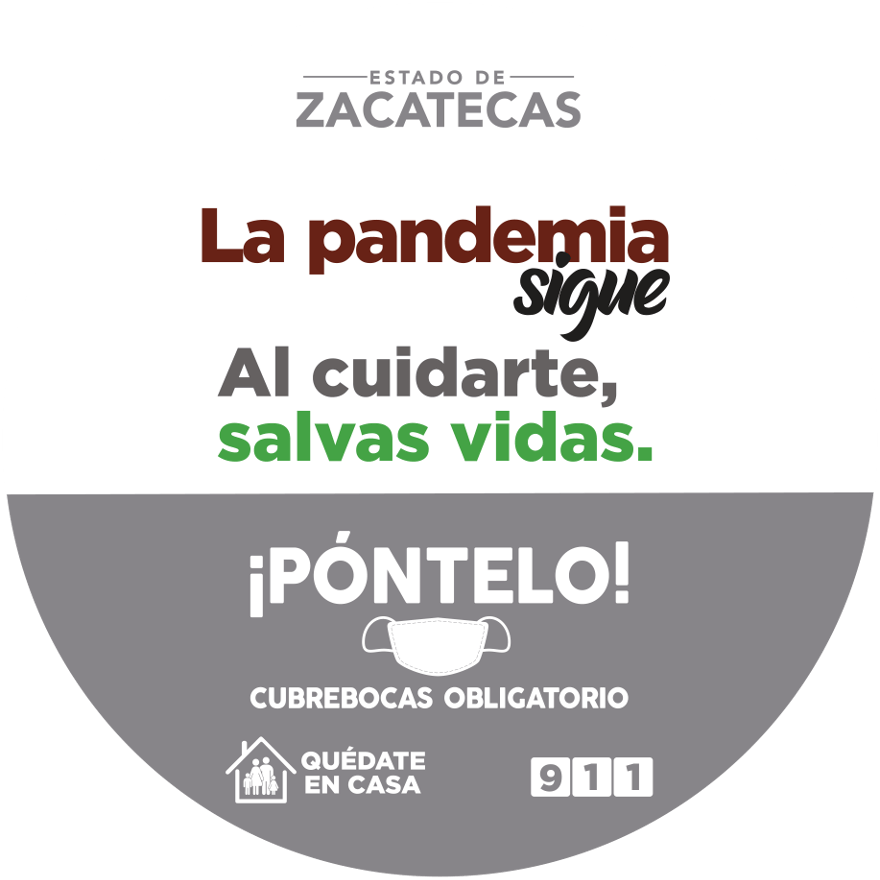 ESTADO DE
ZACATECAS
La pandemia
sigue
Al cuidarte,
salvas vidas.
¡PÓNTELO!
CUBREBOCAS OBLIGATORIO
QUÉDATE
EN CASA
911